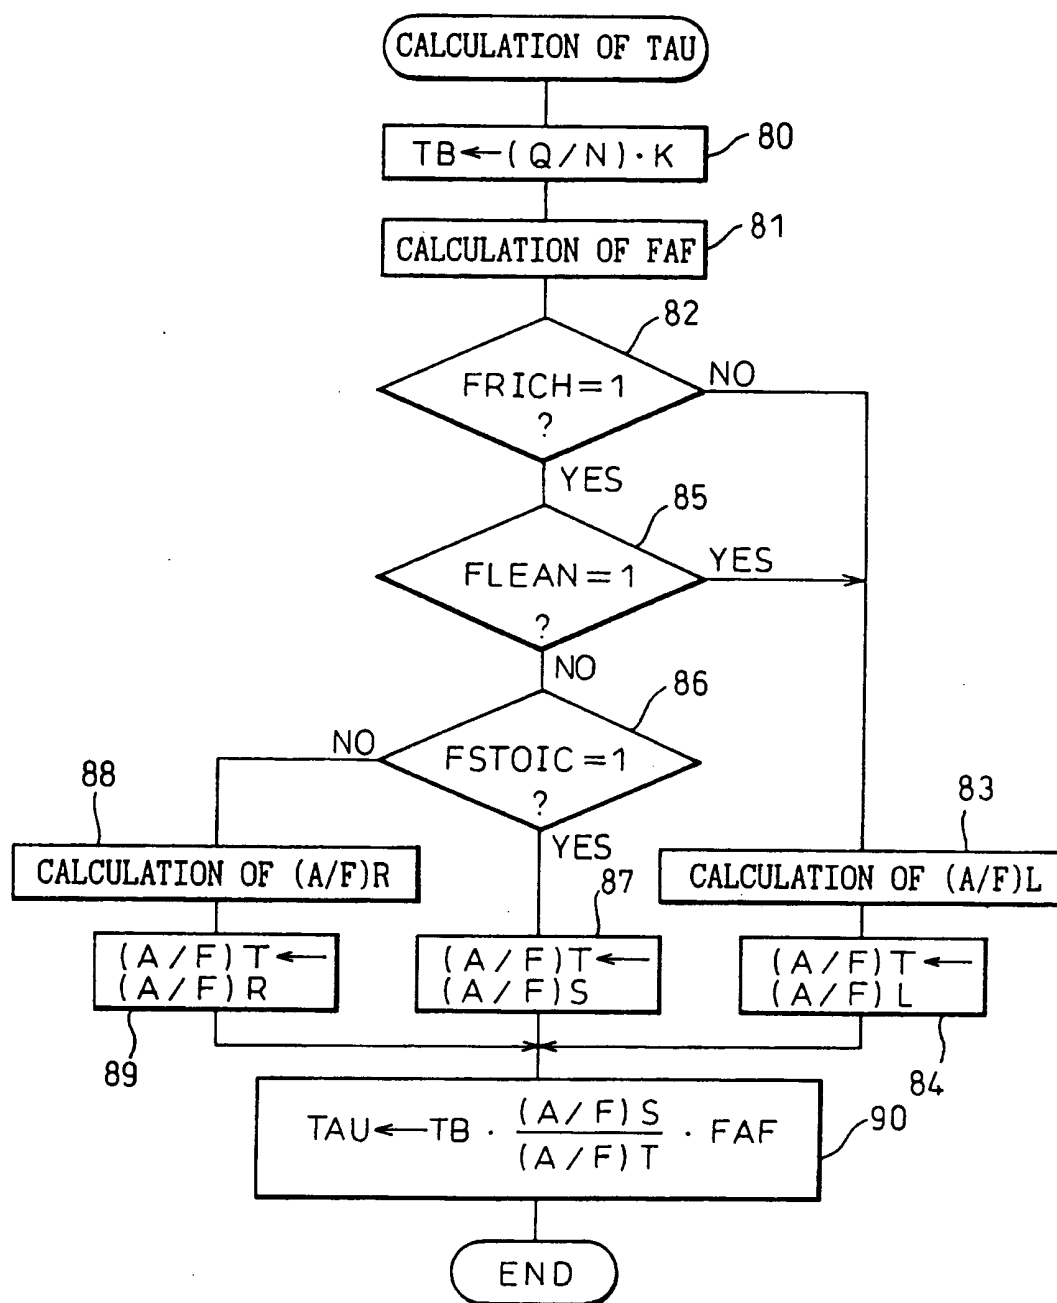 CALCULATION OF TAU
TB←(Q/N)·K
80
CALCULATION OF FAF
81
82
FRICH=1
?
NO
YES
85
FLEAN=1
?
YES
NO
86
FSTOIC=1
?
NO
YES
88
CALCULATION OF (A/F)R
83
CALCULATION OF (A/F)L
87
(A/F)T←
(A/F)R
89
(A/F)T←
(A/F)S
(A/F)T←
(A/F)L
84
TAU←TB · (A/F)S / (A/F)T · FAF
90
END